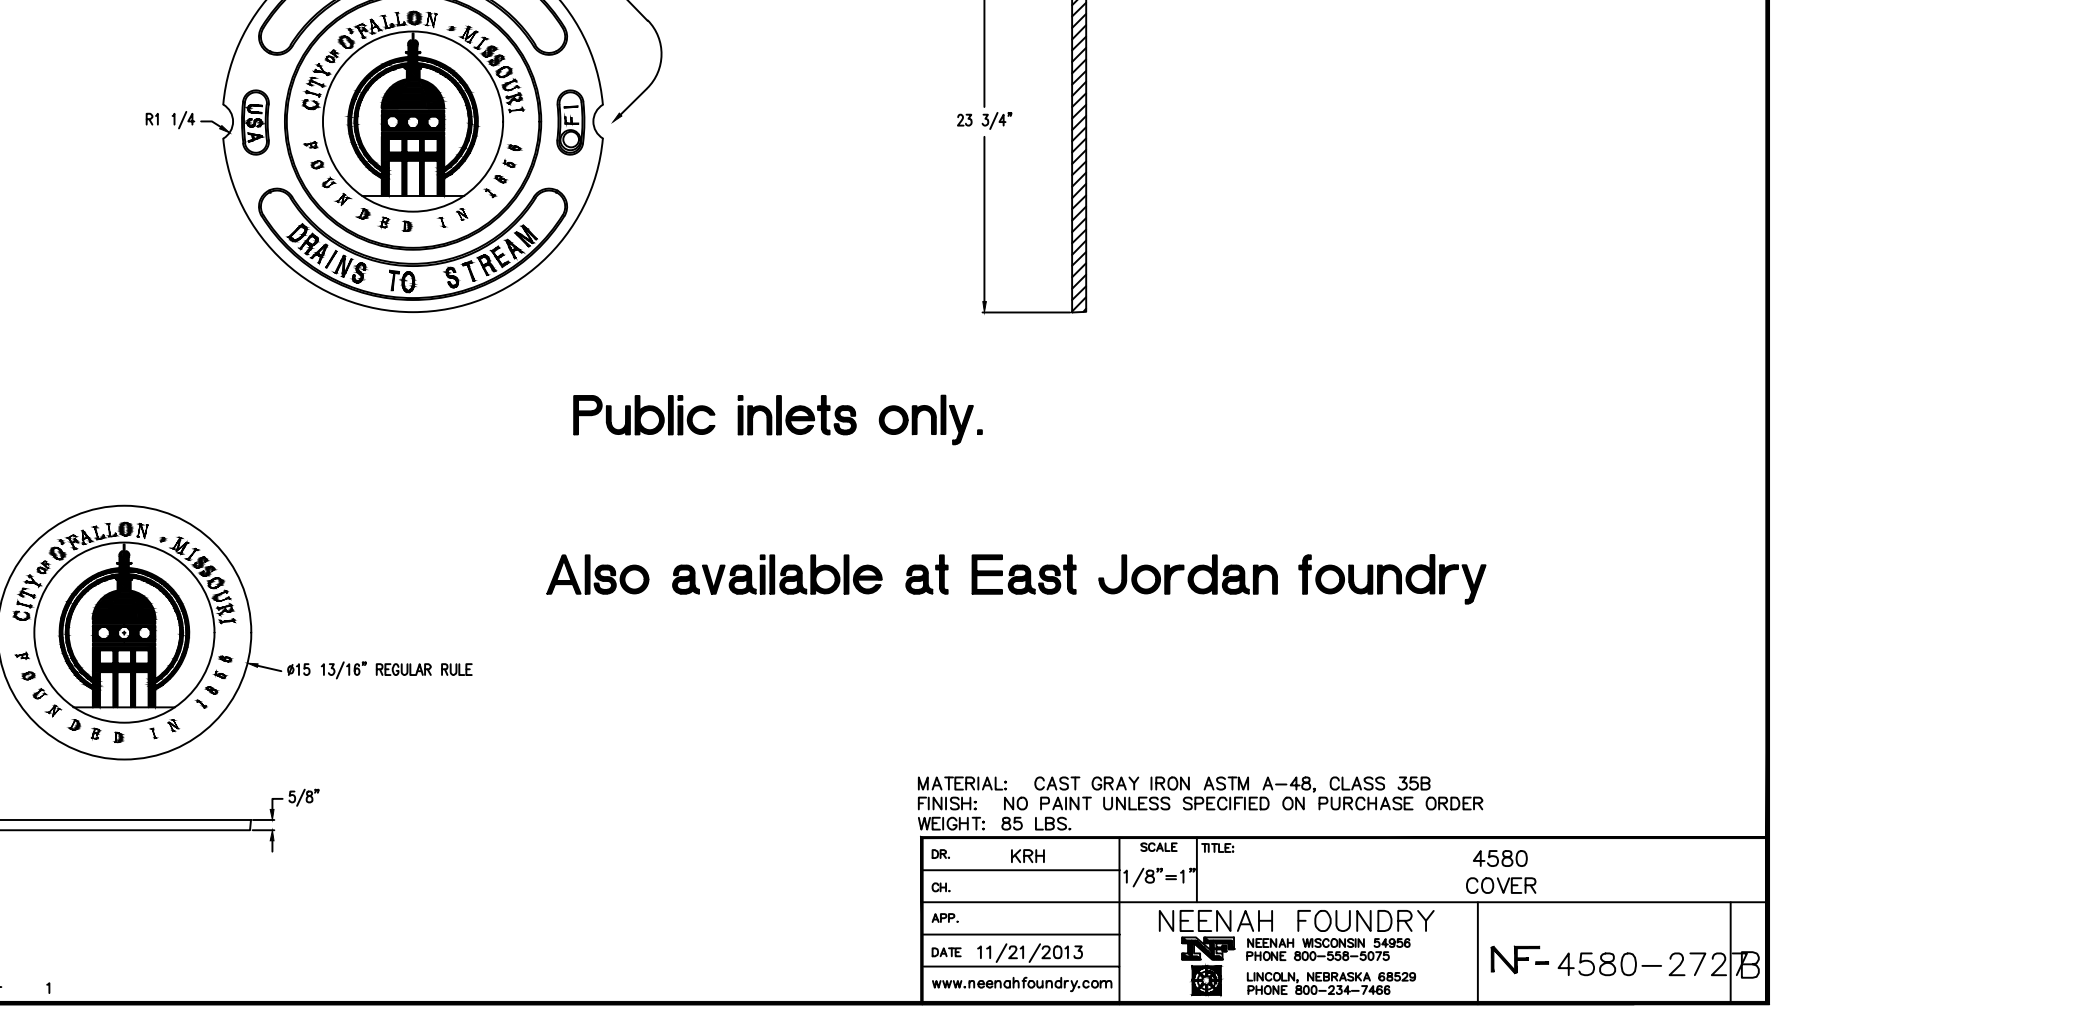 CITY OF O'FALLON • MISSOURI
FOUNDED IN 1856
USA
R1 1/4
DRAINS TO STREAM
23 3/4"
Public inlets only.
Also available at East Jordan foundry
CITY OF O'FALLON • MISSOURI
FOUNDED IN 1856
ø15 13/16" REGULAR RULE
5/8"
1
MATERIAL: CAST GRAY IRON ASTM A-48, CLASS 35B
FINISH: NO PAINT UNLESS SPECIFIED ON PURCHASE ORDER
WEIGHT: 85 LBS.
DR. KRH
CH.
APP.
DATE 11/21/2013
www.neenahfoundry.com
SCALE
1/8"=1"
TITLE:
4580
COVER
NEENAH FOUNDRY
NF
NEENAH WISCONSIN 54956
PHONE 800-558-5075
LINCOLN, NEBRASKA 68529
PHONE 800-234-7466
NF-4580-2727 B